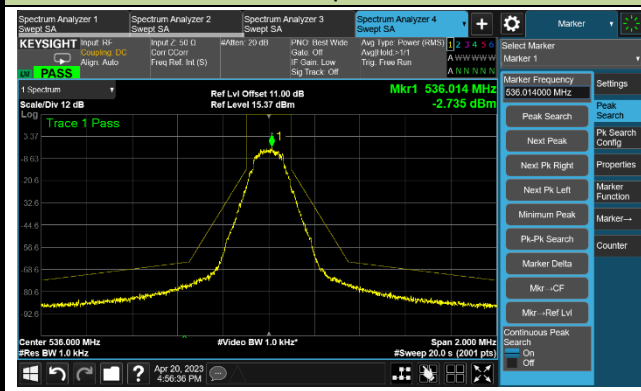 Spectrum Analyzer 1
Swept SA
Spectrum Analyzer 2
Swept SA
Spectrum Analyzer 3
Swept SA
Spectrum Analyzer 4
Swept SA
Marker
KEYSIGHT
Input: RF
Coupling: DC
Align: Auto
Input Z: 50 Ω
Corr CCorr
Freq Ref: Int (S)
#Atten: 20 dB
PNO: Best Wide
Gate: Off
IF Gain: Low
Sig Track: Off
Avg Type: Power (RMS)
Avg|Hold:>1/1
Trig: Free Run
1 2 3 4 5 6
A W W W W W
A N N N N N
PASS
Select Marker
Marker 1
1 Spectrum
Scale/Div 12 dB
Ref Lvl Offset 11.00 dB
Ref Level 15.37 dBm
Mkr1 536.014 MHz
-2.735 dBm
Log
Trace 1 Pass
1
3.37
-8.63
-20.6
-32.6
-44.6
-56.6
-68.6
-80.6
-92.6
Center 536.000 MHz
#Res BW 1.0 kHz
#Video BW 1.0 kHz*
Span 2.000 MHz
#Sweep 20.0 s (2001 pts)
Marker Frequency
536.014000 MHz
Peak Search
Next Peak
Next Pk Right
Next Pk Left
Minimum Peak
Pk-Pk Search
Marker Delta
Mkr→CF
Mkr→Ref Lvl
Continuous Peak
Search
On
Off
Settings
Peak
Search
Pk Search
Config
Properties
Marker
Function
Marker→
Counter
Apr 20, 2023
4:56:36 PM